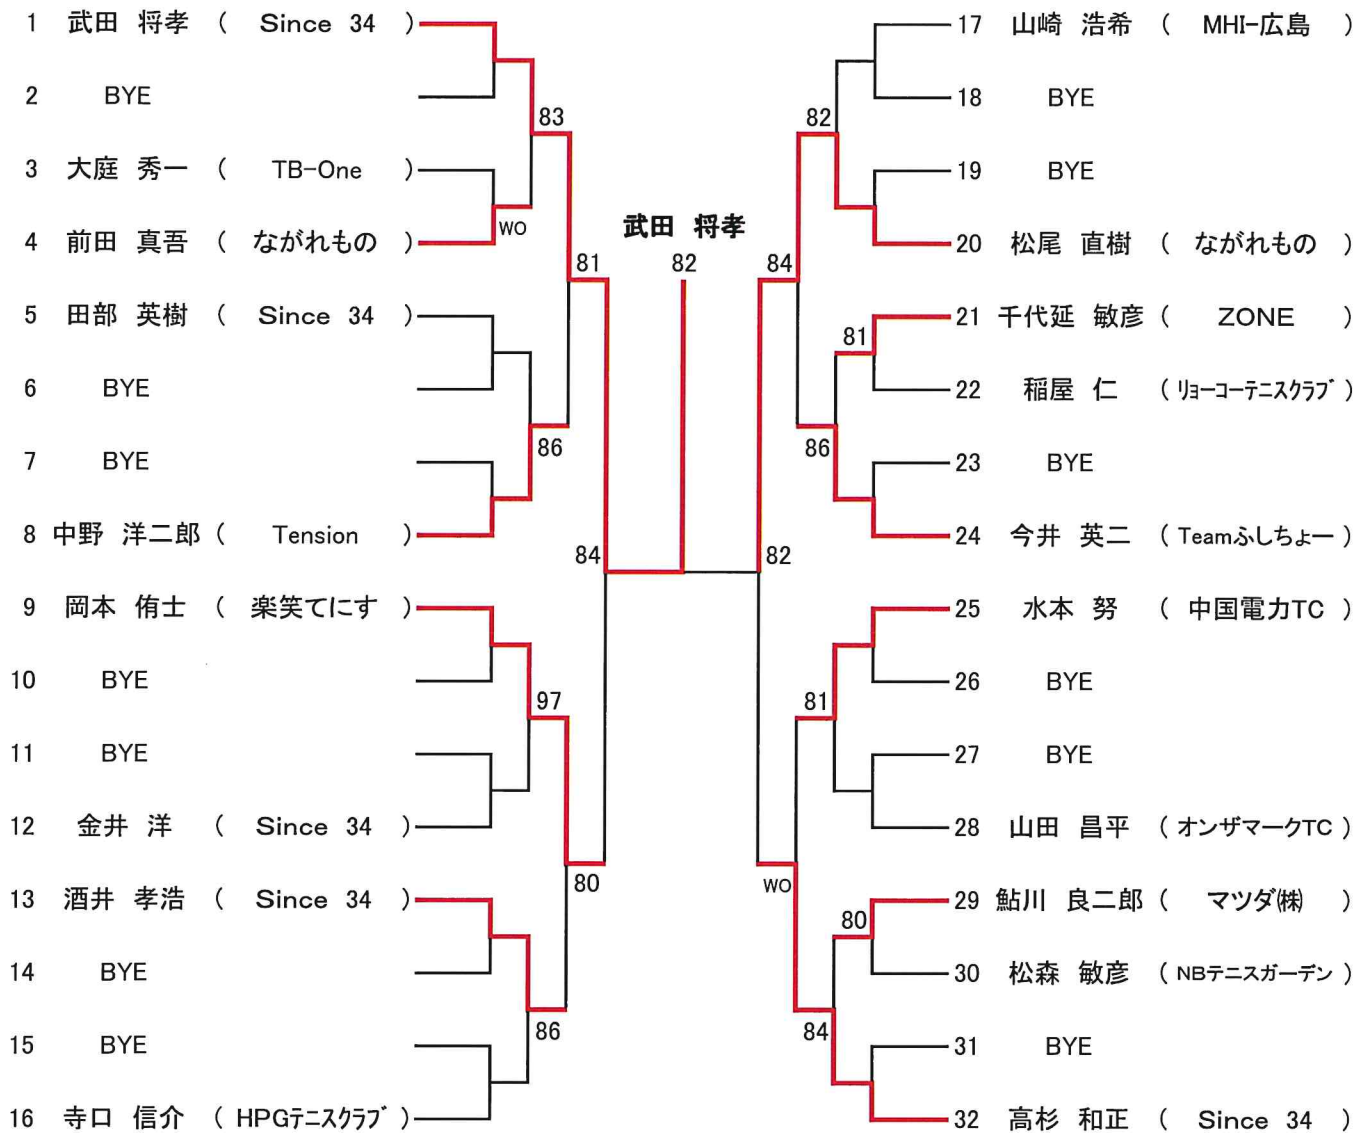 1 武田 将孝 ( Since 34 )
2 BYE
83
3 大庭 秀一 ( TB-One )
WO
4 前田 真吾 ( ながれもの )
81
5 田部 英樹 ( Since 34 )
6 BYE
86
7 BYE
8 中野 洋二郎 ( Tension )
84
9 岡本 侑士 ( 楽笑てにす )
10 BYE
97
11 BYE
12 金井 洋 ( Since 34 )
80
13 酒井 孝浩 ( Since 34 )
14 BYE
86
15 BYE
16 寺口 信介 ( HPGテニスクラブ )
武田 将孝
82
17 山崎 浩希 ( MHI-広島 )
18 BYE
82
19 BYE
20 松尾 直樹 ( ながれもの )
84
21 千代延 敏彦 ( ZONE )
81
22 稲屋 仁 ( リョーコーテニスクラブ )
86
23 BYE
24 今井 英二 ( Teamふしちょー )
82
25 水本 努 ( 中国電力TC )
26 BYE
81
27 BYE
28 山田 昌平 ( オンザマークTC )
WO
29 鮎川 良二郎 ( マツダ㈱ )
80
30 松森 敏彦 ( NBテニスガーデン )
84
31 BYE
32 高杉 和正 ( Since 34 )